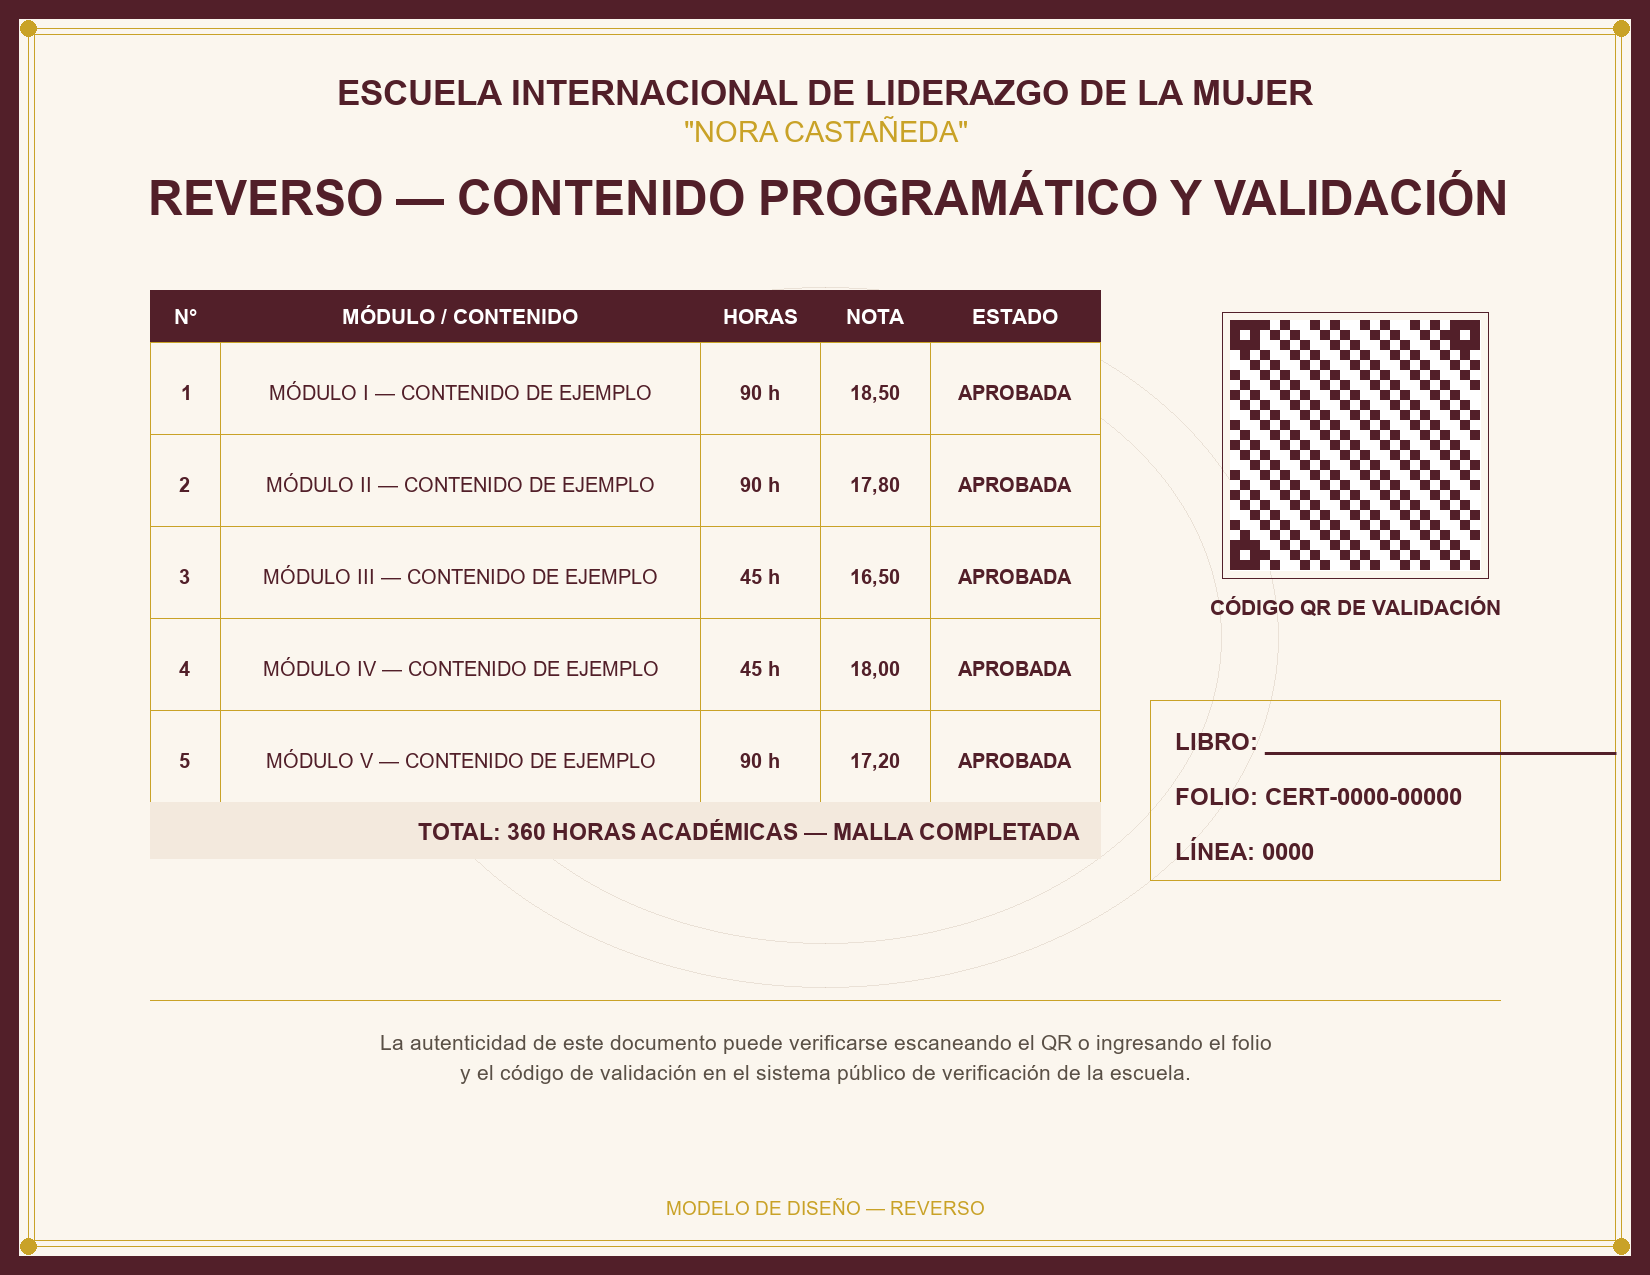 ESCUELA INTERNACIONAL DE LIDERAZGO DE LA MUJER
"NORA CASTAÑEDA"
REVERSO — CONTENIDO PROGRAMÁTICO Y VALIDACIÓN
N° MÓDULO / CONTENIDO HORAS NOTA ESTADO
1 MÓDULO I — CONTENIDO DE EJEMPLO 90 h 18,50 APROBADA
2 MÓDULO II — CONTENIDO DE EJEMPLO 90 h 17,80 APROBADA
3 MÓDULO III — CONTENIDO DE EJEMPLO 45 h 16,50 APROBADA
4 MÓDULO IV — CONTENIDO DE EJEMPLO 45 h 18,00 APROBADA
5 MÓDULO V — CONTENIDO DE EJEMPLO 90 h 17,20 APROBADA
TOTAL: 360 HORAS ACADÉMICAS — MALLA COMPLETADA
CÓDIGO QR DE VALIDACIÓN
LIBRO: ___________________________
FOLIO: CERT-0000-00000
LÍNEA: 0000
La autenticidad de este documento puede verificarse escaneando el QR o ingresando el folio
y el código de validación en el sistema público de verificación de la escuela.
MODELO DE DISEÑO — REVERSO